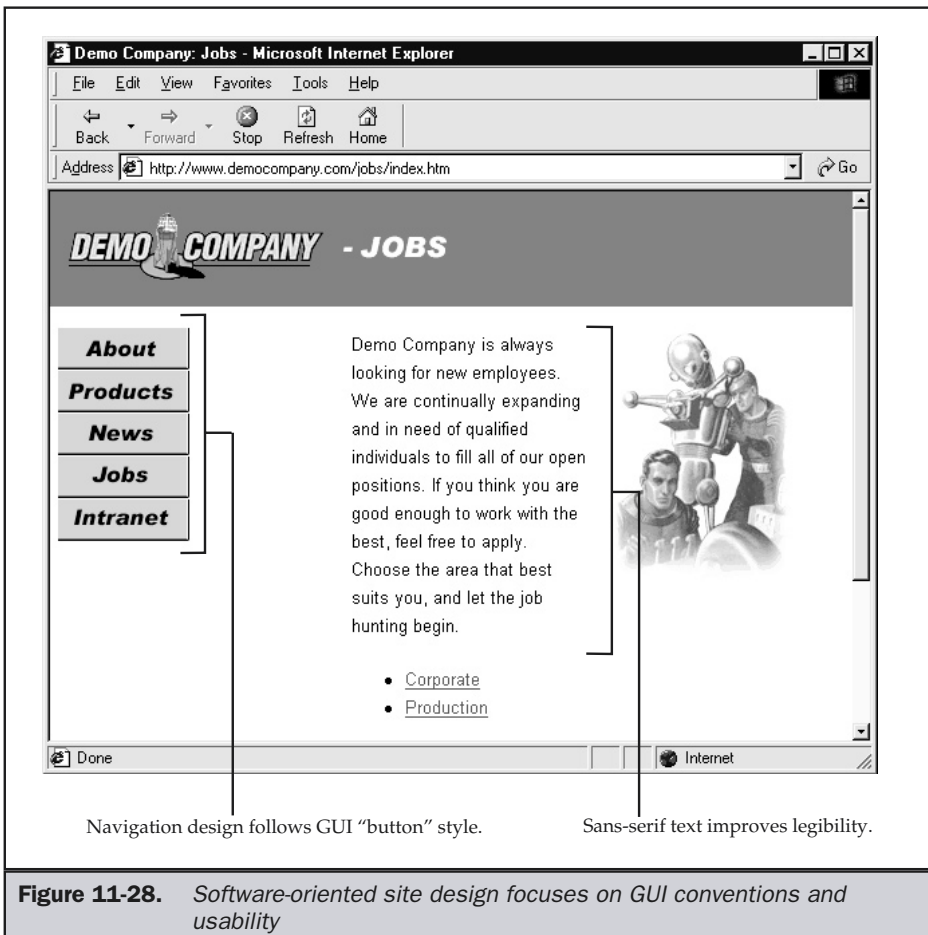 Demo Company: Jobs - Microsoft Internet Explorer
File Edit View Favorites Tools Help
Back Forward Stop Refresh Home
Address http://www.democompany.com/jobs/index.htm Go
DEMO COMPANY - JOBS
About
Products
News
Jobs
Intranet
Demo Company is always
looking for new employees.
We are continually expanding
and in need of qualified
individuals to fill all of our open
positions. If you think you are
good enough to work with the
best, feel free to apply.
Choose the area that best
suits you, and let the job
hunting begin.
• Corporate
• Production
Done Internet
Navigation design follows GUI “button” style.
Sans-serif text improves legibility.
Figure 11-28. Software-oriented site design focuses on GUI conventions and
usability